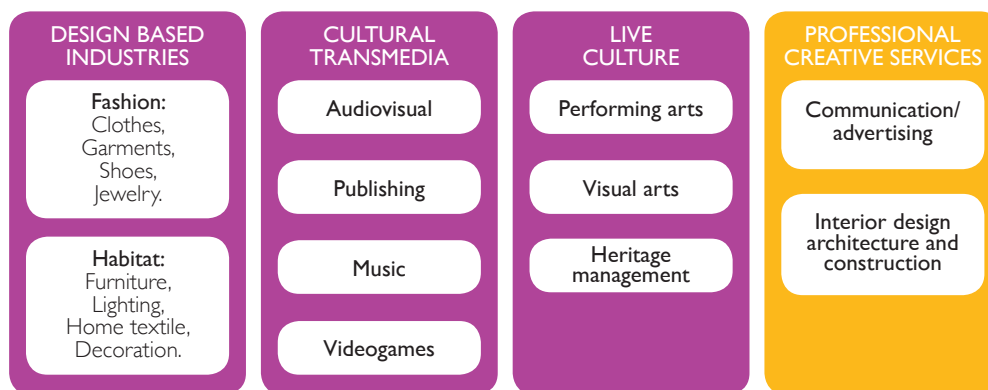 DESIGN BASED
INDUSTRIES
Fashion:
Clothes,
Garments,
Shoes,
Jewelry.
Habitat:
Furniture,
Lighting,
Home textile,
Decoration.
CULTURAL
TRANSMEDIA
Audiovisual
Publishing
Music
Videogames
LIVE
CULTURE
Performing arts
Visual arts
Heritage
management
PROFESSIONAL
CREATIVE SERVICES
Communication/
advertising
Interior design
architecture and
construction